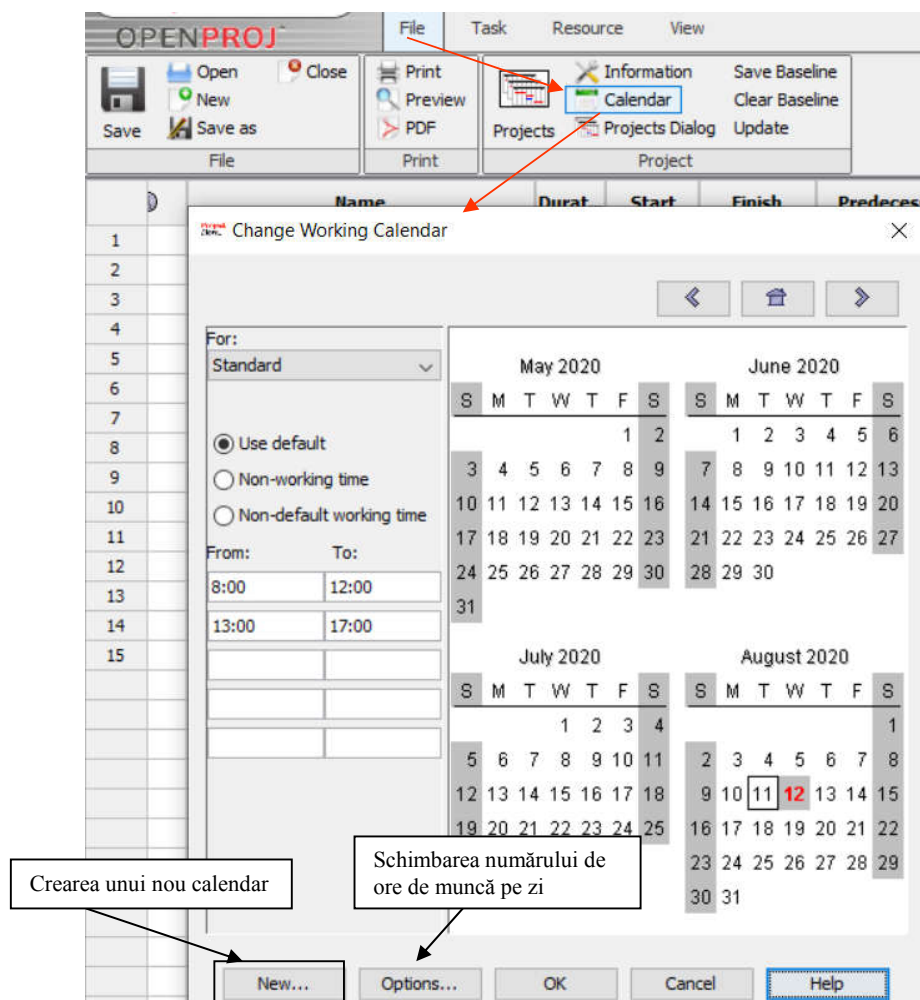 OPENPROJ
File Task Resource View
Open Close Print Information Save Baseline
New Preview Calendar Clear Baseline
Save Save as PDF Projects Projects Dialog Update
File Print Project
Name Durat Start Finish Predeces
Change Working Calendar
1
2
3
4
5
6
7
8
9
10
11
12
13
14
15
For:
Standard
Use default
Non-working time
Non-default working time
From: To:
8:00 12:00
13:00 17:00
May 2020
S M T W T F S
1 2
3 4 5 6 7 8 9
10 11 12 13 14 15 16
17 18 19 20 21 22 23
24 25 26 27 28 29 30
31
June 2020
S M T W T F S
1 2 3 4 5 6
7 8 9 10 11 12 13
14 15 16 17 18 19 20
21 22 23 24 25 26 27
28 29 30
July 2020
S M T W T F S
1 2 3 4
5 6 7 8 9 10 11
12 13 14 15 16 17 18
19 20 21 22 23 24 25
August 2020
S M T W T F S
1
2 3 4 5 6 7 8
9 10 11 12 13 14 15
16 17 18 19 20 21 22
23 24 25 26 27 28 29
30 31
Crearea unui nou calendar
Schimbarea numărului de
ore de muncă pe zi
New... Options... OK Cancel Help